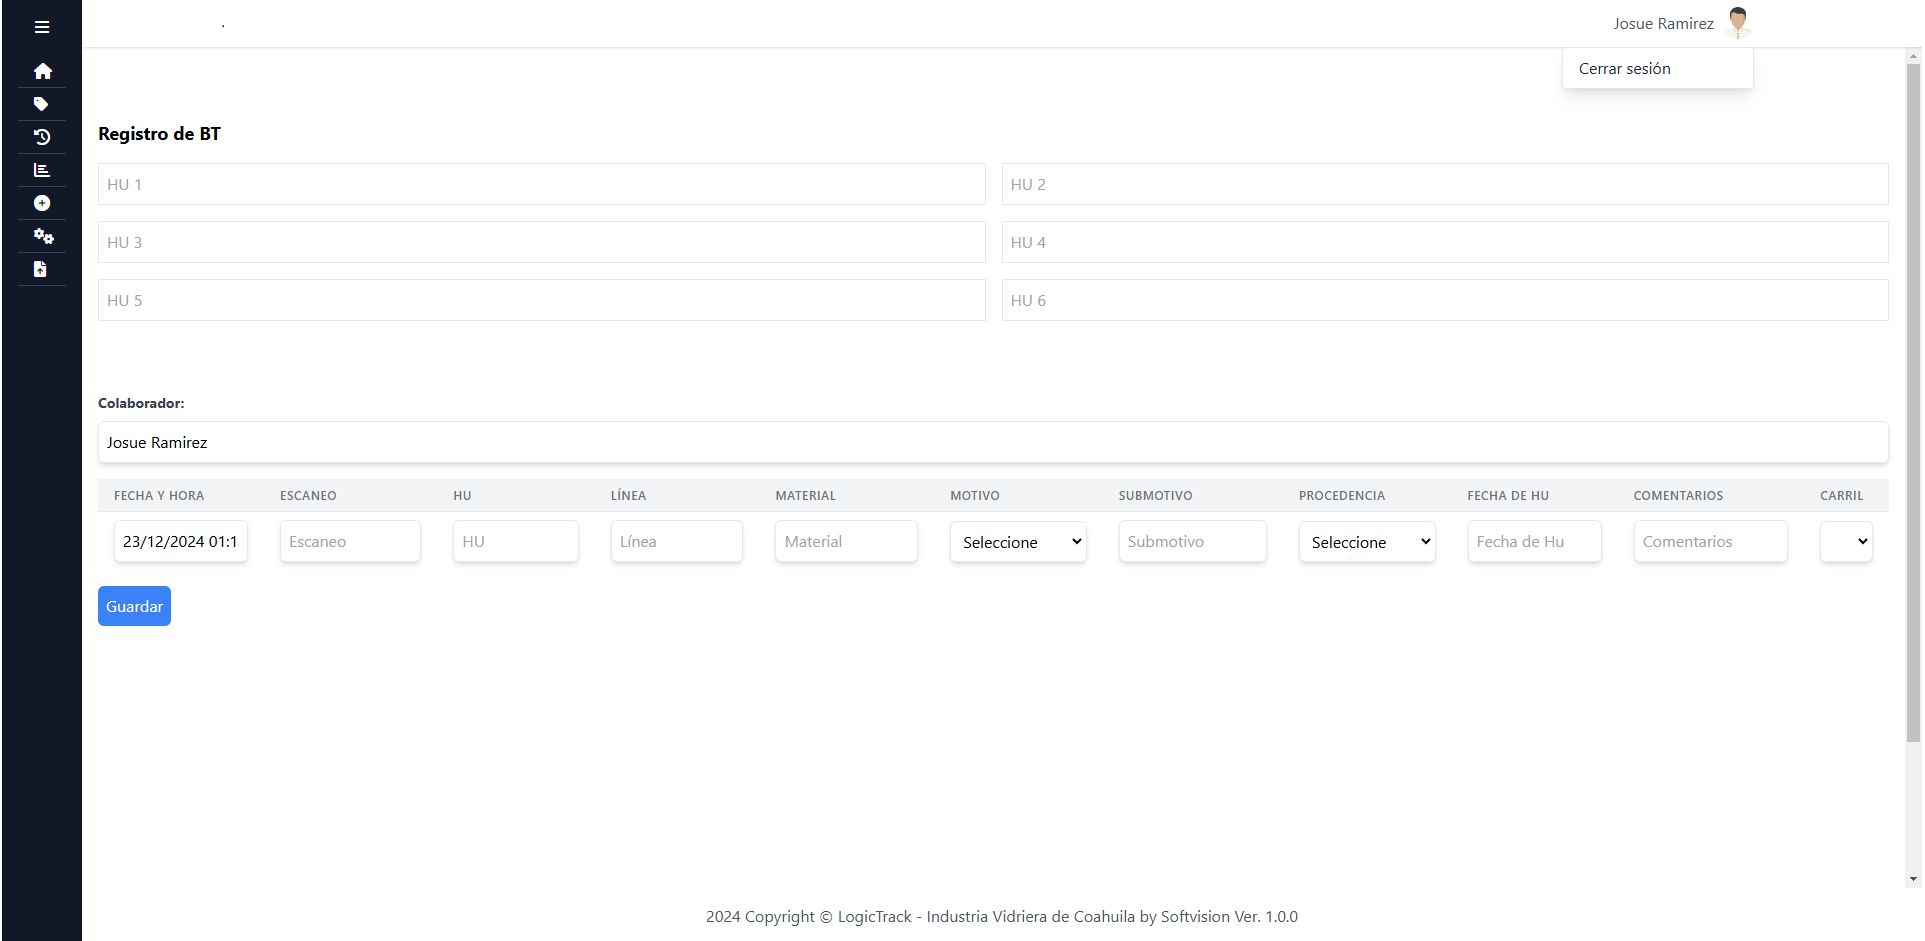 .
Josue Ramirez
Cerrar sesión
Registro de BT
HU 1
HU 2
HU 3
HU 4
HU 5
HU 6
Colaborador:
Josue Ramirez
FECHA Y HORA ESCANEO HU LÍNEA MATERIAL MOTIVO SUBMOTIVO PROCEDENCIA FECHA DE HU COMENTARIOS CARRIL
23/12/2024 01:1 Escaneo HU Línea Material Seleccione Submotivo Seleccione Fecha de Hu Comentarios
Guardar
2024 Copyright © LogicTrack - Industria Vidriera de Coahuila by Softvision Ver. 1.0.0